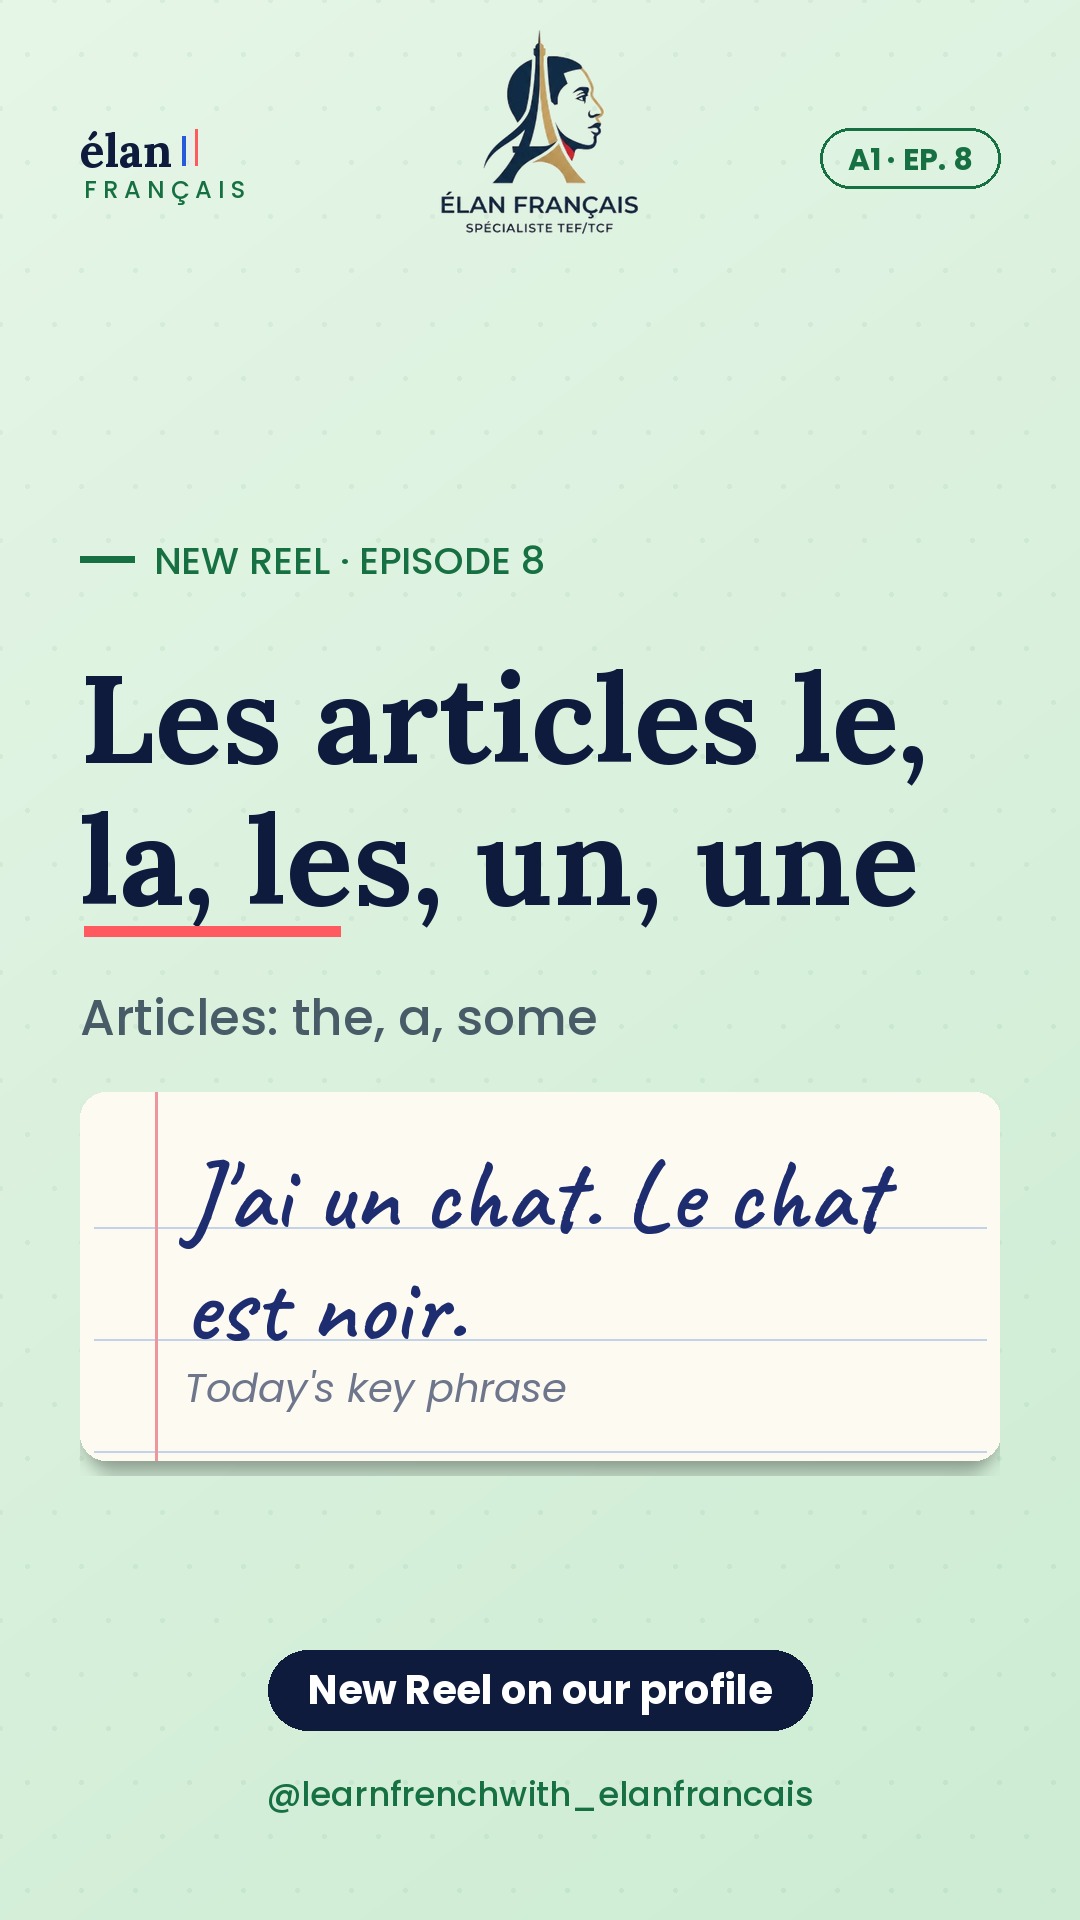 élan
FRANÇAIS
ÉLAN FRANÇAIS
SPÉCIALISTE TEF/TCF
A1 · EP. 8
NEW REEL · EPISODE 8
Les articles le,
la, les, un, une
Articles: the, a, some
J'ai un chat. Le chat
est noir.
Today's key phrase
New Reel on our profile
@learnfrenchwith_elanfrancais